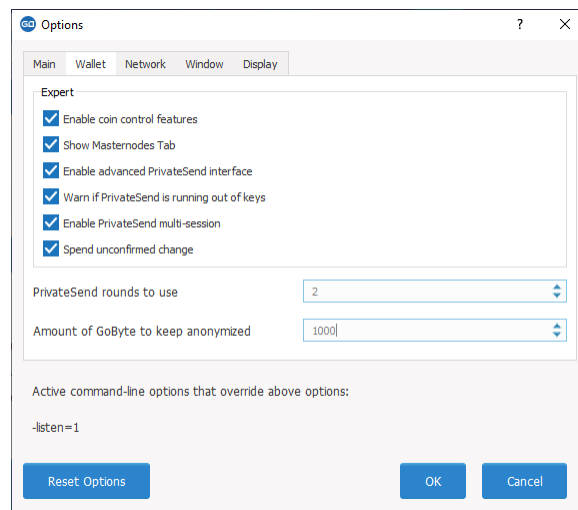 GO Options ? ×
Main Wallet Network Window Display
Expert
Enable coin control features
Show Masternodes Tab
Enable advanced PrivateSend interface
Warn if PrivateSend is running out of keys
Enable PrivateSend multi-session
Spend unconfirmed change
PrivateSend rounds to use 2
Amount of GoByte to keep anonymized 1000
Active command-line options that override above options:
-listen=1
Reset Options OK Cancel